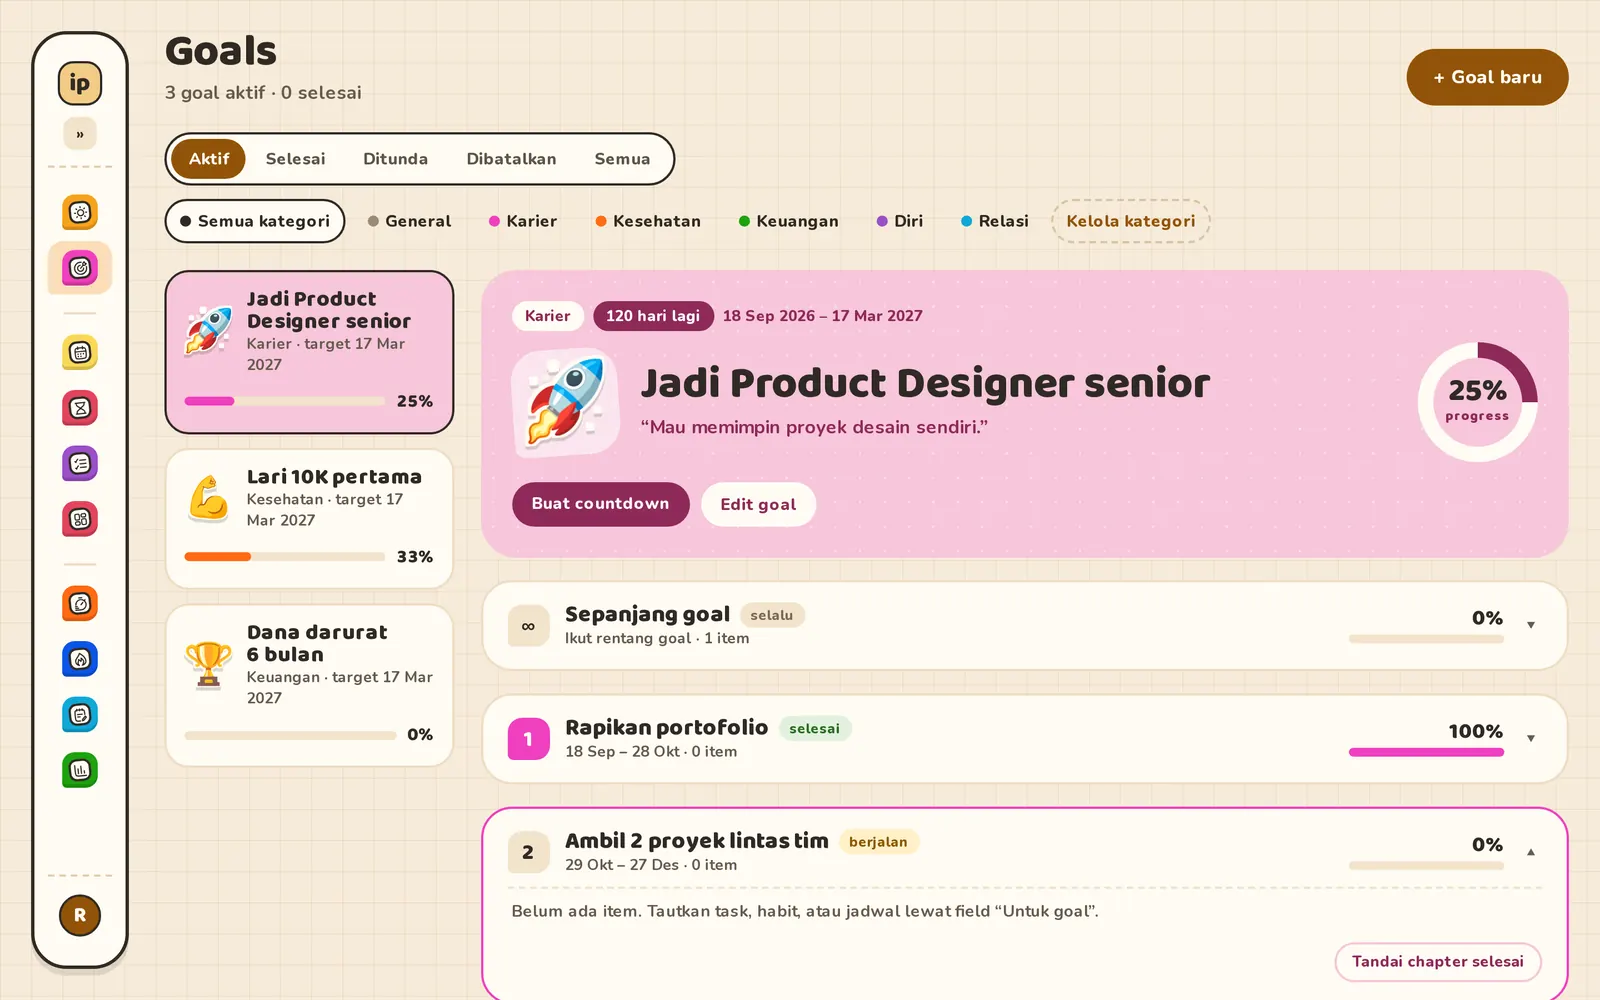 ip
»
R
Goals
3 goal aktif · 0 selesai
+ Goal baru
Aktif Selesai Ditunda Dibatalkan Semua
Semua kategori General Karier Kesehatan Keuangan Diri Relasi Kelola kategori
Jadi Product
Designer senior
Karier · target 17 Mar
2027
25%
Lari 10K pertama
Kesehatan · target 17
Mar 2027
33%
Dana darurat
6 bulan
Keuangan · target 17 Mar
2027
0%
Karier 120 hari lagi 18 Sep 2026 – 17 Mar 2027
Jadi Product Designer senior
“Mau memimpin proyek desain sendiri.”
25%
progress
Buat countdown Edit goal
∞ Sepanjang goal selalu
Ikut rentang goal · 1 item
0% ▼
1 Rapikan portofolio selesai
18 Sep – 28 Okt · 0 item
100% ▼
2 Ambil 2 proyek lintas tim berjalan
29 Okt – 27 Des · 0 item
0% ▲
Belum ada item. Tautkan task, habit, atau jadwal lewat field “Untuk goal”.
Tandai chapter selesai